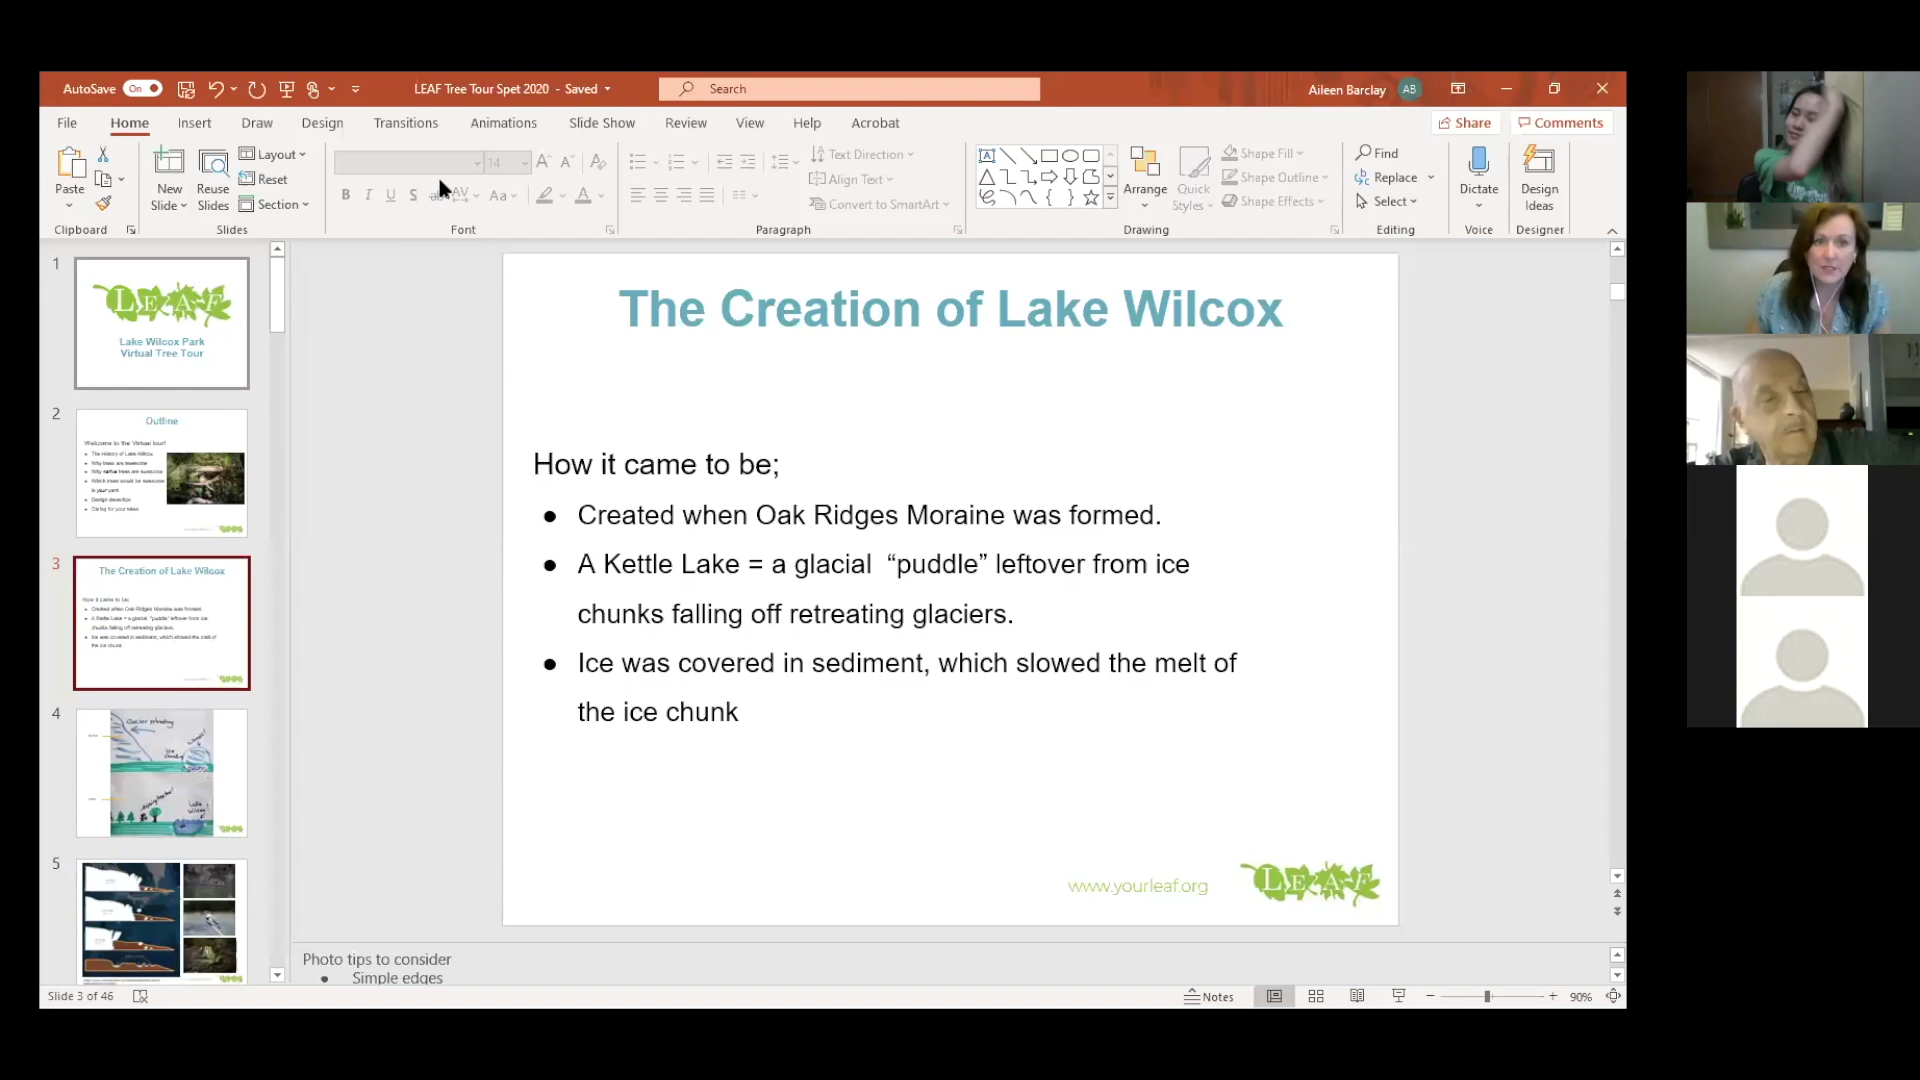 AutoSave On LEAF Tree Tour Spet 2020 - Saved Search Aileen Barclay AB
File Home Insert Draw Design Transitions Animations Slide Show Review View Help Acrobat Share Comments
Paste
New Slide
Reuse Slides
Layout
Reset
Section
14
B I U S Aa
Text Direction
Align Text
Convert to SmartArt
Arrange
Quick Styles
Shape Fill
Shape Outline
Shape Effects
Find
Replace
Select
Dictate
Design Ideas
Clipboard Slides Font Paragraph Drawing Editing Voice Designer
1
LEAF
Lake Wilcox Park
Virtual Tree Tour
2
Outline
Welcome to the Virtual tour!
The History of Lake Wilcox
Why trees are awesome
Why native trees are awesome
Which trees would be awesome
in your yard
Caring for your trees
3
The Creation of Lake Wilcox
How it came to be;
Created when Oak Ridges Moraine was formed.
A Kettle Lake = a glacial "puddle" leftover from ice
chunks falling off retreating glaciers.
Ice was covered in sediment, which slowed the melt of
the ice chunk
4
5
The Creation of Lake Wilcox
How it came to be;
● Created when Oak Ridges Moraine was formed.
● A Kettle Lake = a glacial “puddle” leftover from ice
chunks falling off retreating glaciers.
● Ice was covered in sediment, which slowed the melt of
the ice chunk
www.yourleaf.org LEAF
Photo tips to consider
● Simple edges
Slide 3 of 46 Notes 90%